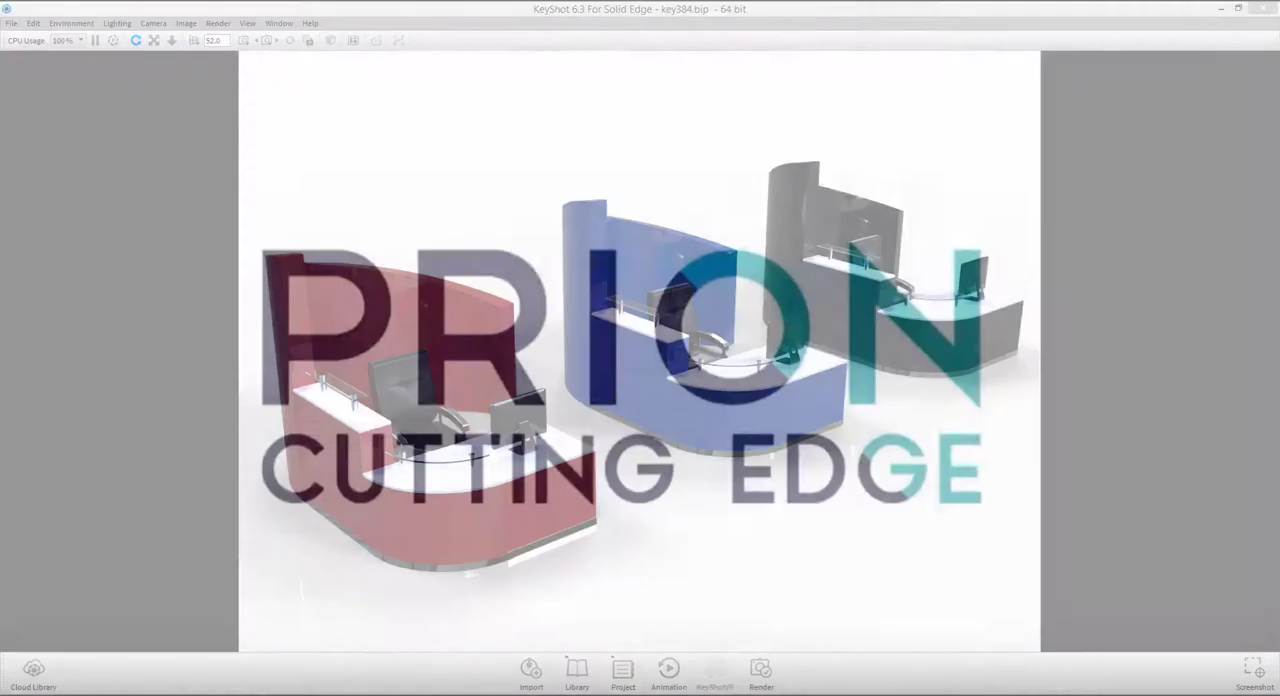 KeyShot 6.3 For Solid Edge - key384.bip - 64 bit
File Edit Environment Lighting Camera Image Render View Window Help
CPU Usage 100 % 52.0
PRION
CUTTING EDGE
Cloud Library Import Library Project Animation KeyShotVR Render Screenshot